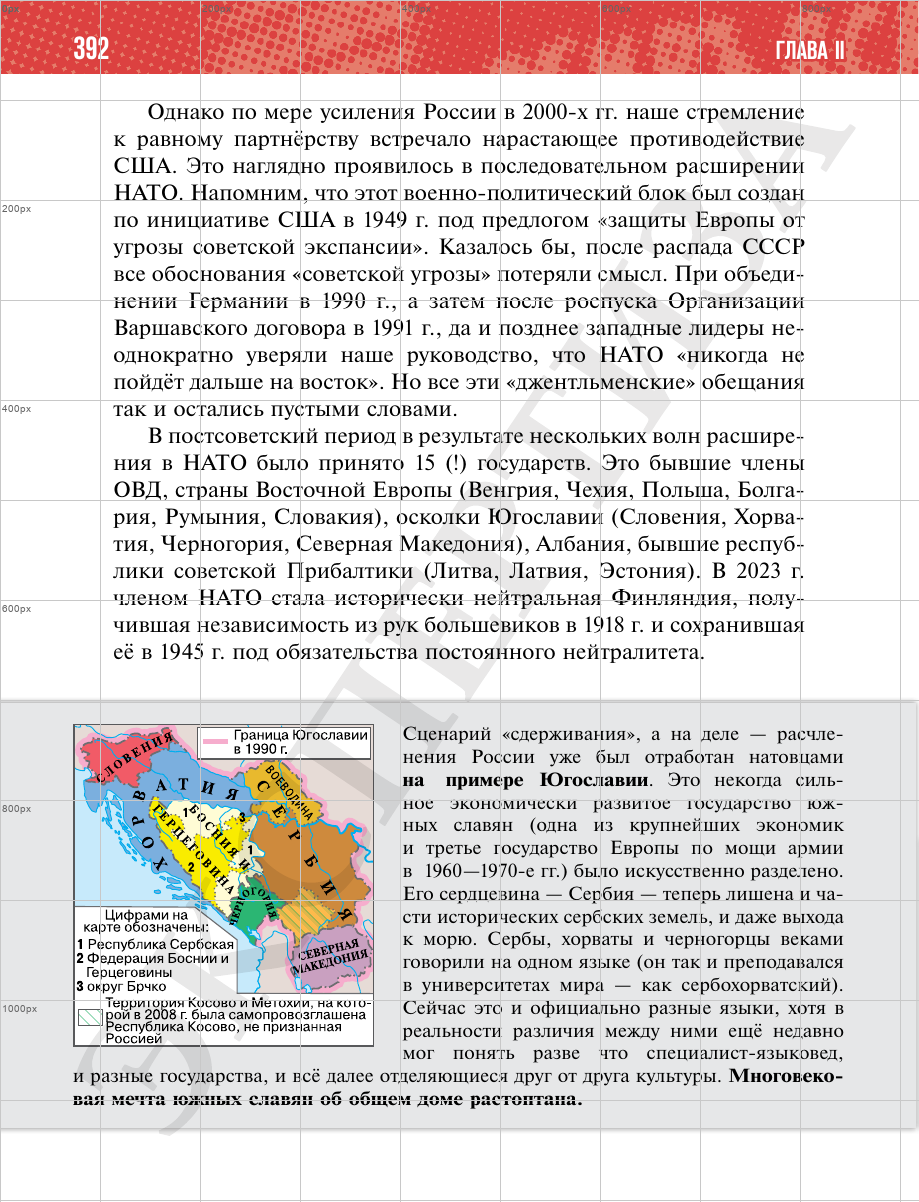 392
ГЛАВА II
Однако по мере усиления России в 2000-х гг. наше стремление
к равному партнёрству встречало нарастающее противодействие
США. Это наглядно проявилось в последовательном расширении
НАТО. Напомним, что этот военно-политический блок был создан
по инициативе США в 1949 г. под предлогом «защиты Европы от
угрозы советской экспансии». Казалось бы, после распада СССР
все обоснования «советской угрозы» потеряли смысл. При объеди-
нении Германии в 1990 г., а затем после роспуска Организации
Варшавского договора в 1991 г., да и позднее западные лидеры не-
однократно уверяли наше руководство, что НАТО «никогда не
пойдёт дальше на восток». Но все эти «джентльменские» обещания
так и остались пустыми словами.
В постсоветский период в результате нескольких волн расшире-
ния в НАТО было принято 15 (!) государств. Это бывшие члены
ОВД, страны Восточной Европы (Венгрия, Чехия, Польша, Болга-
рия, Румыния, Словакия), осколки Югославии (Словения, Хорва-
тия, Черногория, Северная Македония), Албания, бывшие респуб-
лики советской Прибалтики (Литва, Латвия, Эстония). В 2023 г.
членом НАТО стала исторически нейтральная Финляндия, полу-
чившая независимость из рук большевиков в 1918 г. и сохранившая
её в 1945 г. под обязательства постоянного нейтралитета.
Граница Югославии
в 1990 г.
СЛОВЕНИЯ
ХОРВАТИЯ
ВОЕВОДИНА
СЕРБИЯ
БОСНИЯ И
ГЕРЦЕГОВИНА
1
3
1
2
ЧЕРНОГОРИЯ
СЕВЕРНАЯ
МАКЕДОНИЯ
Цифрами на
карте обозначены:
1 Республика Сербская
2 Федерация Боснии и
Герцеговины
3 округ Брчко
Территория Косово и Метохии, на кото-
рой в 2008 г. была самопровозглашена
Республика Косово, не признанная
Россией
Сценарий «сдерживания», а на деле — расчле-
нения России уже был отработан натовцами
на примере Югославии. Это некогда силь-
ное экономически развитое государство юж-
ных славян (одна из крупнейших экономик
и третье государство Европы по мощи армии
в 1960—1970-е гг.) было искусственно разделено.
Его сердцевина — Сербия — теперь лишена и ча-
сти исторических сербских земель, и даже выхода
к морю. Сербы, хорваты и черногорцы веками
говорили на одном языке (он так и преподавался
в университетах мира — как сербохорватский).
Сейчас это и официально разные языки, хотя в
реальности различия между ними ещё недавно
мог понять разве что специалист-языковед,
и разные государства, и всё далее отделяющиеся друг от друга культуры. Многовеко-
вая мечта южных славян об общем доме растоптана.
ЭКСПЕРТИЗА
200px
400px
600px
800px
1000px